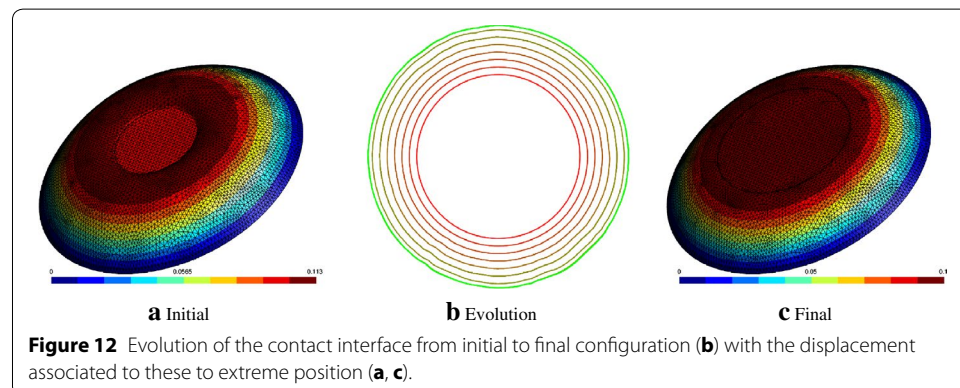 0 0.0565 0.113
0 0.05 0.1
a Initial
b Evolution
c Final
Figure 12 Evolution of the contact interface from initial to final configuration (b) with the displacement
associated to these to extreme position (a, c).